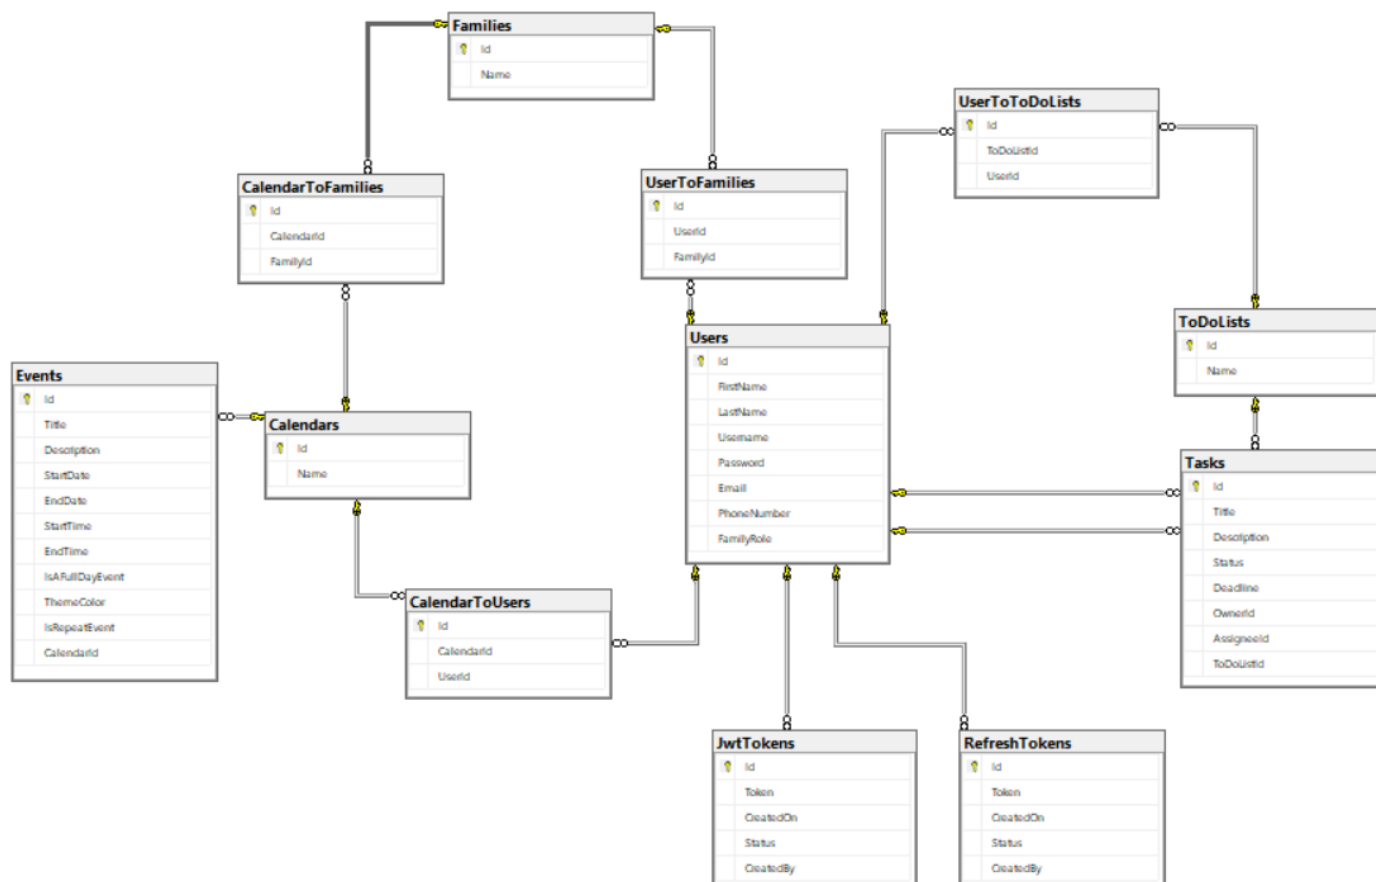 Families
Id
Name
UserToToDoLists
Id
ToDoListId
UserId
CalendarToFamilies
Id
CalendarId
FamilyId
UserToFamilies
Id
UserId
FamilyId
ToDoLists
Id
Name
Users
Id
FirstName
LastName
Username
Password
Email
PhoneNumber
FamilyRole
Events
Id
Title
Description
StartDate
EndDate
StartTime
EndTime
IsAFullDayEvent
ThemeColor
IsRepeatEvent
CalendarId
Calendars
Id
Name
Tasks
Id
Title
Description
Status
Deadline
OwnerId
AssigneeId
ToDoListId
CalendarToUsers
Id
CalendarId
UserId
JwtTokens
Id
Token
CreatedOn
Status
CreatedBy
RefreshTokens
Id
Token
CreatedOn
Status
CreatedBy